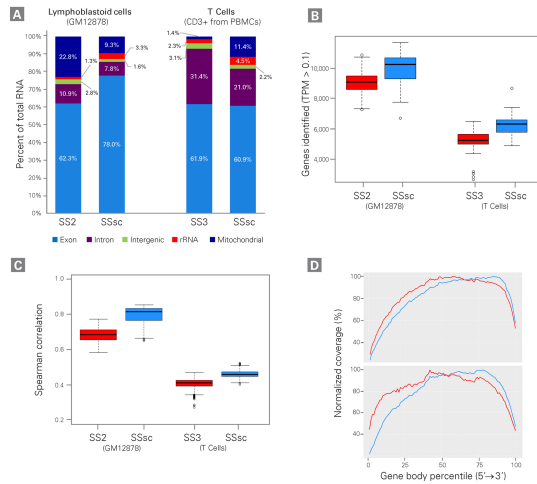 A
Lymphoblastoid cells
(GM12878)
T Cells
(CD3+ from PBMCs)
Percent of total RNA
100%
90%
80%
70%
60%
50%
40%
30%
20%
10%
0%
22.8%
1.3%
2.8%
10.9%
62.3%
9.3%
3.3%
1.6%
7.8%
78.0%
1.4%
2.3%
3.1%
31.4%
61.9%
11.4%
4.5%
2.2%
21.0%
60.9%
SS2
SSsc
SS3
SSsc
Exon
Intron
Intergenic
rRNA
Mitochondrial
B
Genes identified (TPM > 0.1)
10,000
8,000
6,000
4,000
SS2
SSsc
(GM12878)
SS3
SSsc
(T Cells)
C
Spearman correlation
1.0
0.8
0.6
0.4
0.2
SS2
SSsc
(GM12878)
SS3
SSsc
(T Cells)
D
Normalized coverage (%)
100
80
60
40
20
100
80
60
40
20
0
25
50
75
100
Gene body percentile (5'→3')